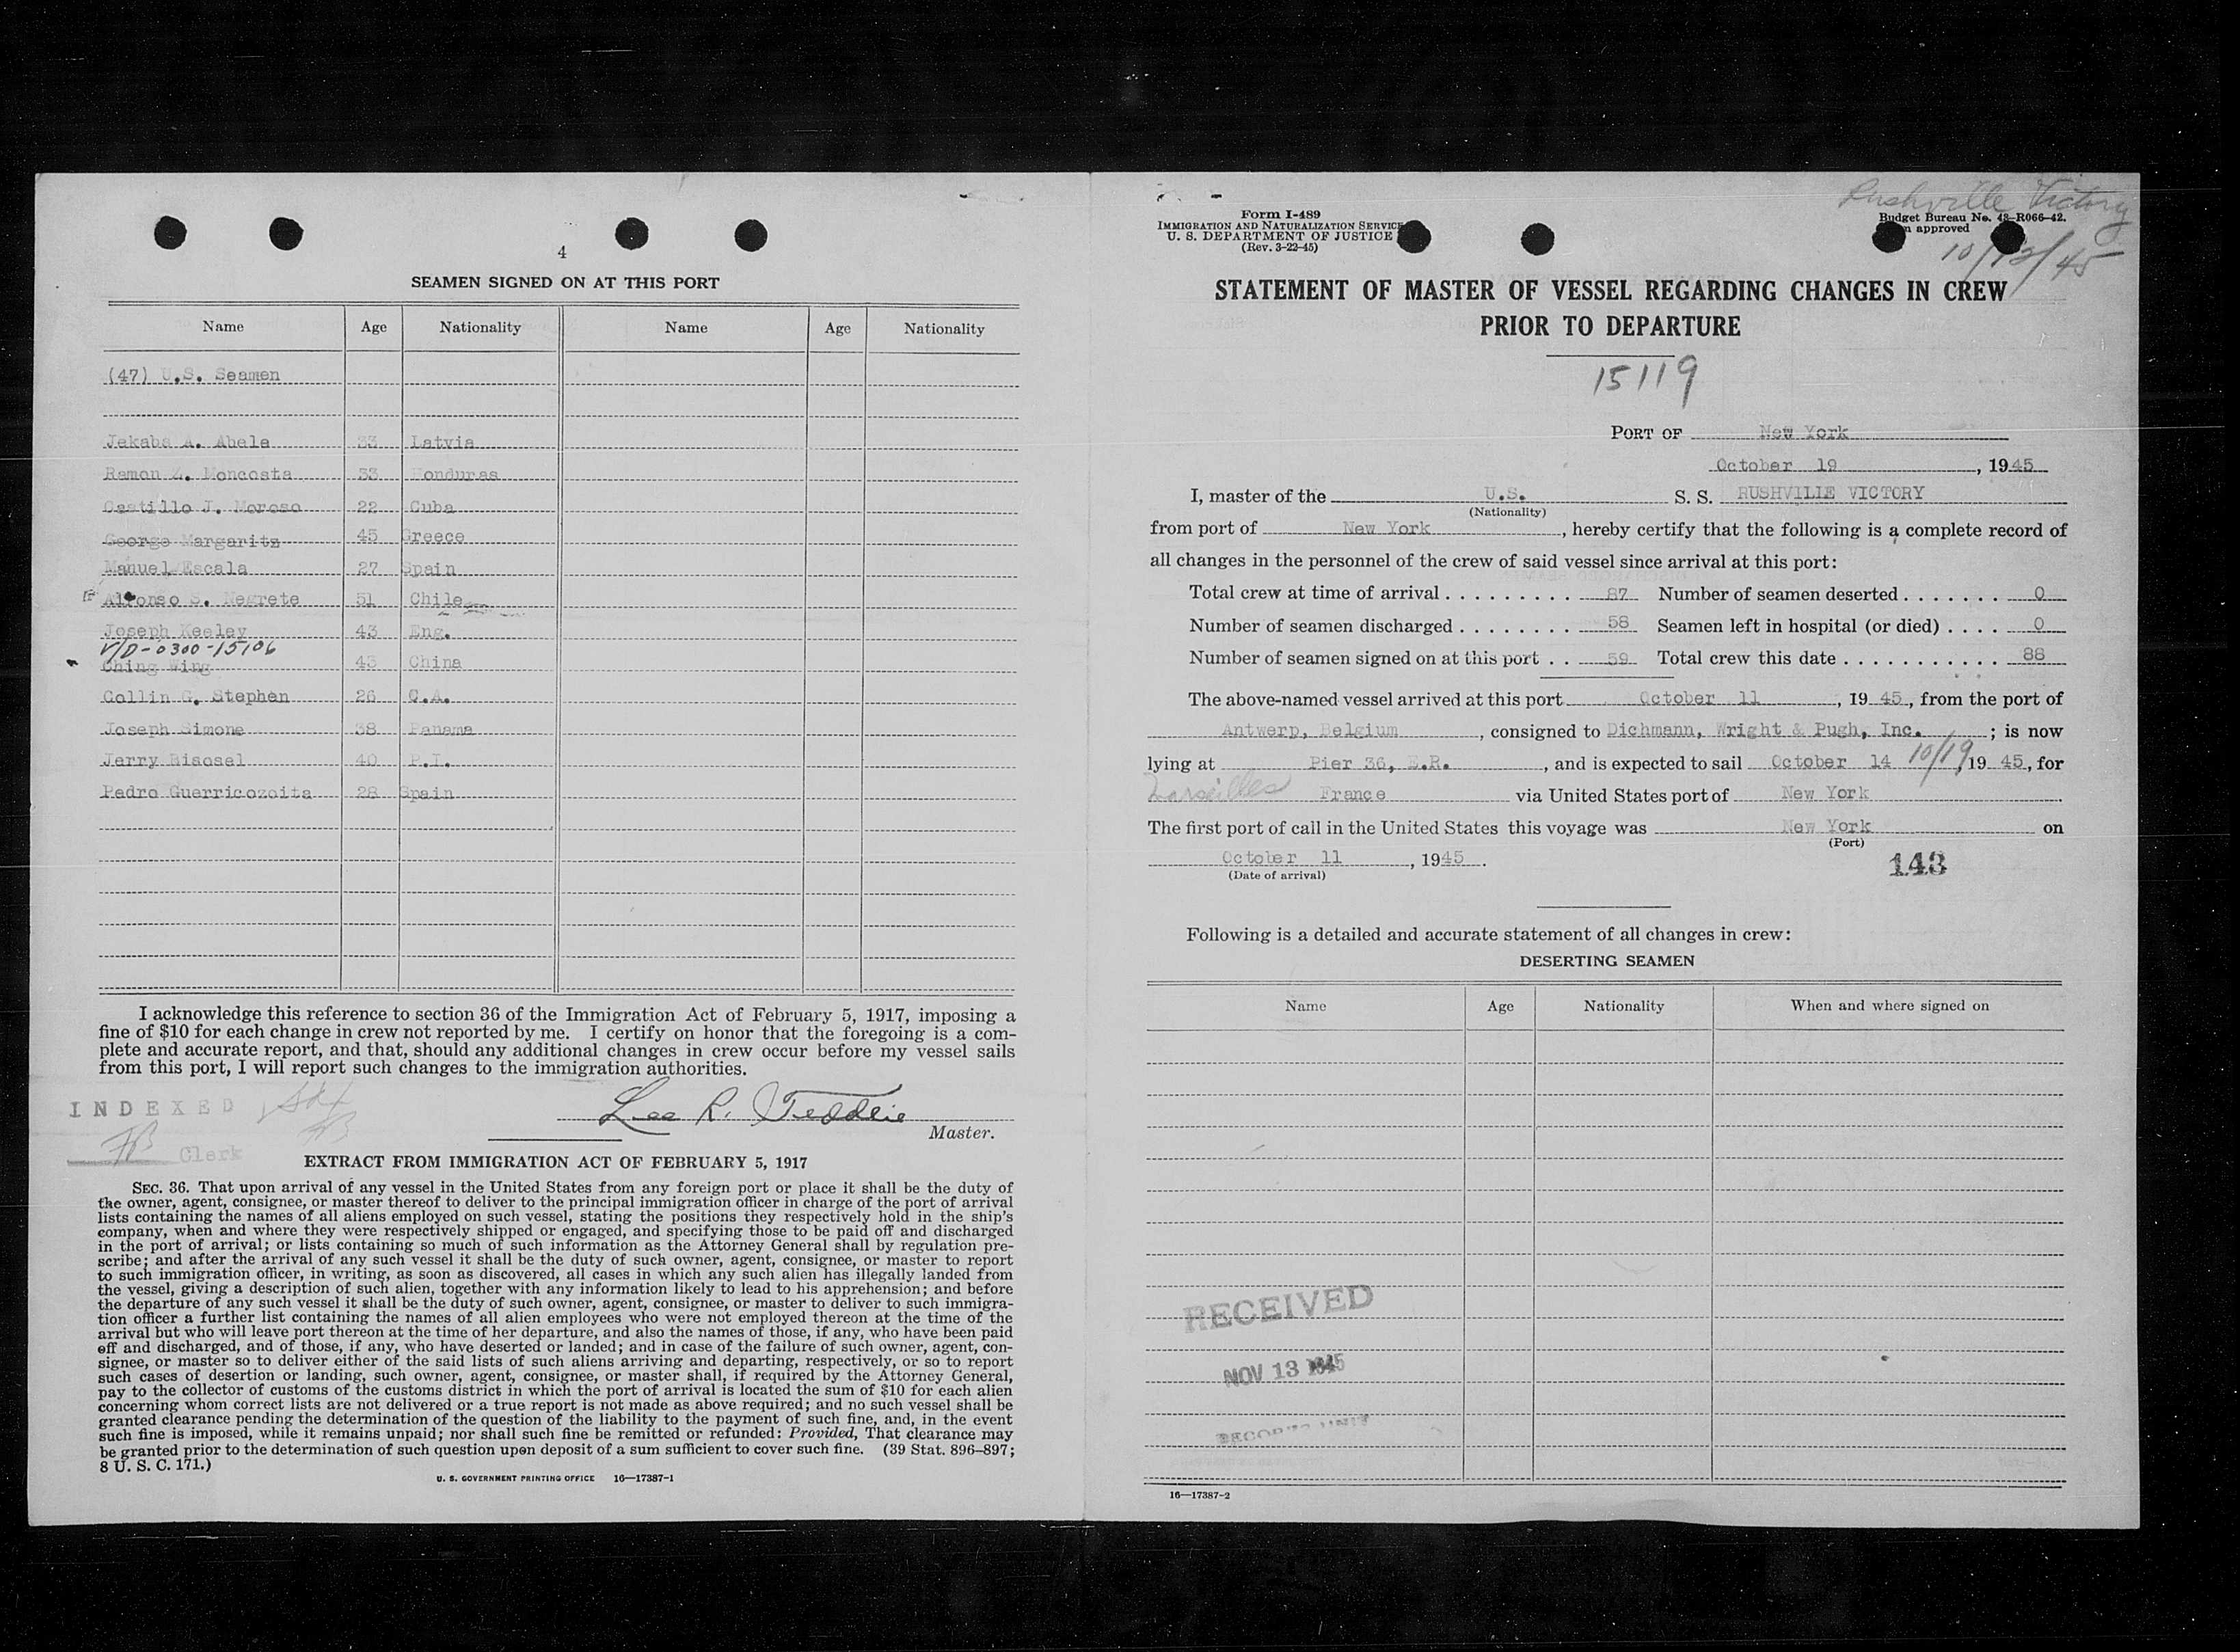 4
SEAMEN SIGNED ON AT THIS PORT
Name Age Nationality Name Age Nationality
(47) U.S. Seamen
Jekabs A. Abele 33 Latvia
Ramon Z. Moncosta 33 Honduras
Castillo J. Moroso 22 Cuba
George Margarits 45 Greece
Manuel Escala 27 Spain
Alfonso S. Negrete 51 Chile
Joseph Keeley 43 Eng.
V/D-0300-15106
Ching Wing 43 China
Collin G. Stephen 26 C.A.
Joseph Simone 38 Panama
Jerry Bisosel 40 P.I.
Pedro Guerricozoita 28 Spain
I acknowledge this reference to section 36 of the Immigration Act of February 5, 1917, imposing a
fine of $10 for each change in crew not reported by me. I certify on honor that the foregoing is a com-
plete and accurate report, and that, should any additional changes in crew occur before my vessel sails
from this port, I will report such changes to the immigration authorities.
INDEXED
Lee R. Feddlie
Master.
Clerk
EXTRACT FROM IMMIGRATION ACT OF FEBRUARY 5, 1917
SEC. 36. That upon arrival of any vessel in the United States from any foreign port or place it shall be the duty of
the owner, agent, consignee, or master thereof to deliver to the principal immigration officer in charge of the port of arrival
lists containing the names of all aliens employed on such vessel, stating the positions they respectively hold in the ship's
company, when and where they were respectively shipped or engaged, and specifying those to be paid off and discharged
in the port of arrival; or lists containing so much of such information as the Attorney General shall by regulation pre-
scribe; and after the arrival of any such vessel it shall be the duty of such owner, agent, consignee, or master to report
to such immigration officer, in writing, as soon as discovered, all cases in which any such alien has illegally landed from
the vessel, giving a description of such alien, together with any information likely to lead to his apprehension; and before
the departure of any such vessel it shall be the duty of such owner, agent, consignee, or master to deliver to such immigra-
tion officer a further list containing the names of all alien employees who were not employed thereon at the time of the
arrival but who will leave port thereon at the time of her departure, and also the names of those, if any, who have been paid
off and discharged, and of those, if any, who have deserted or landed; and in case of the failure of such owner, agent, con-
signee, or master so to deliver either of the said lists of such aliens arriving and departing, respectively, or so to report
such cases of desertion or landing, such owner, agent, consignee, or master shall, if required by the Attorney General,
pay to the collector of customs of the customs district in which the port of arrival is located the sum of $10 for each alien
concerning whom correct lists are not delivered or a true report is not made as above required; and no such vessel shall be
granted clearance pending the determination of the question of the liability to the payment of such fine, and, in the event
such fine is imposed, while it remains unpaid; nor shall such fine be remitted or refunded: Provided, That clearance may
be granted prior to the determination of such question upon deposit of a sum sufficient to cover such fine. (39 Stat. 896–897;
8 U. S. C. 171.)
U. S. GOVERNMENT PRINTING OFFICE 16—17387-1
Rushville Victory
Form I-489
IMMIGRATION AND NATURALIZATION SERVICE
U. S. DEPARTMENT OF JUSTICE
(Rev. 3-22-45)
Budget Bureau No. 43-R066-42.
approved
10/13/45
STATEMENT OF MASTER OF VESSEL REGARDING CHANGES IN CREW
PRIOR TO DEPARTURE
15119
PORT OF New York
October 19, 1945
I, master of the U.S. S. S. RUSHVILLE VICTORY
(Nationality)
from port of New York, hereby certify that the following is a complete record of
all changes in the personnel of the crew of said vessel since arrival at this port:
Total crew at time of arrival . . . . . . . . . 87 Number of seamen deserted . . . . . . . 0
Number of seamen discharged . . . . . . . . 58 Seamen left in hospital (or died) . . . . 0
Number of seamen signed on at this port . . 59 Total crew this date . . . . . . . . . . . 88
The above-named vessel arrived at this port October 11, 1945, from the port of
Antwerp, Belgium, consigned to Dichmann, Wright & Pugh, Inc. ; is now
lying at Pier 36, E.R., and is expected to sail October 14 10/19, 1945, for
Marseilles France via United States port of New York.
The first port of call in the United States this voyage was New York on
(Port)
October 11, 1945.
(Date of arrival)
143
Following is a detailed and accurate statement of all changes in crew:
DESERTING SEAMEN
Name Age Nationality When and where signed on
RECEIVED
NOV 13 1945
RECORDS UNIT
16—17387-2